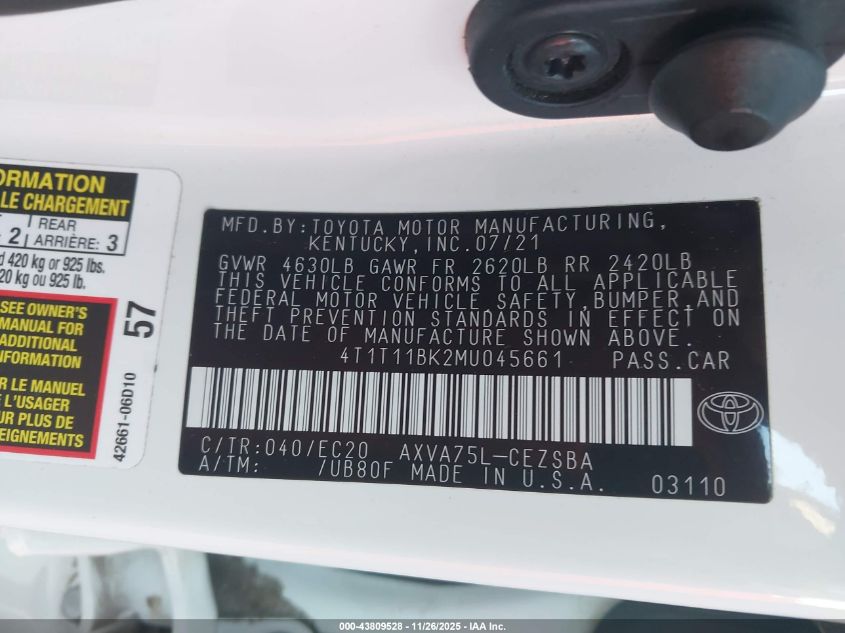 ORMATION
LE CHARGEMENT
2 REAR ARRIÈRE: 3
420 kg or 925 lbs.
20 kg ou 925 lb.
SEE OWNER'S
MANUAL FOR
ADDITIONAL
INFORMATION
LE MANUEL
L'USAGER
UR PLUS DE
SEIGNEMENTS
57
42661-06D10
MFD.BY:TOYOTA MOTOR MANUFACTURING,
KENTUCKY,INC.07/21
GVWR 4630LB GAWR FR 2620LB RR 2420LB
THIS VEHICLE CONFORMS TO ALL APPLICABLE
FEDERAL MOTOR VEHICLE SAFETY,BUMPER,AND
THEFT PREVENTION STANDARDS IN EFFECT ON
THE DATE OF MANUFACTURE SHOWN ABOVE.
4T1T11BK2MU045661 PASS.CAR
C/TR:040/EC20 AXVA75L-CEZSBA
A/TM: /UB80F MADE IN U.S.A. 03110
000-43809528 - 11/26/2025 - IAA Inc.